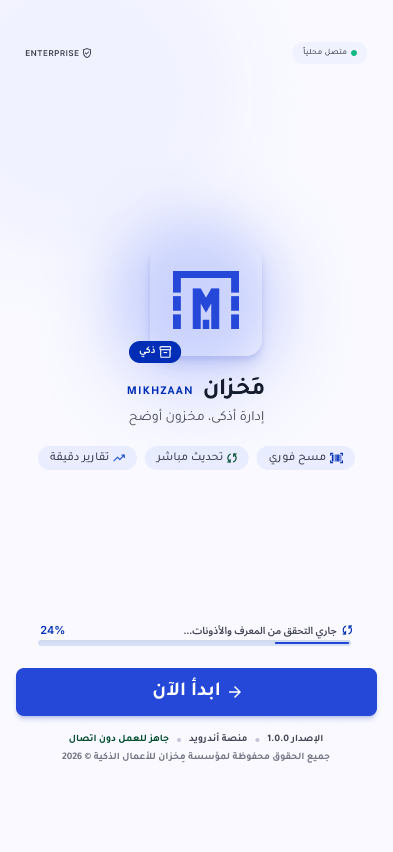 متصل محلياً
ENTERPRISE
ذكي
مَخزان MIKHZAAN
إدارة أذكى. مخزون أوضح
مسح فوري
تحديث مباشر
تقارير دقيقة
جاري التحقق من المعرف والأذونات...
24%
ابدأ الآن
الإصدار 1.0.0 • منصة أندرويد • جاهز للعمل دون اتصال
جميع الحقوق محفوظة لمؤسسة مِخزان للأعمال الذكية © 2026